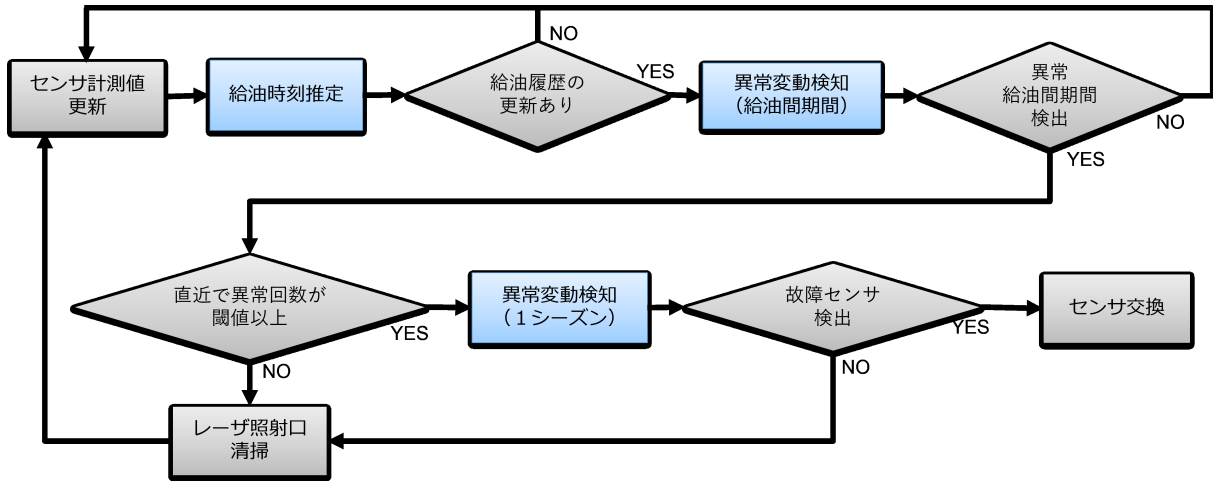 センサ計測値
更新
給油時刻推定
給油履歴の
更新あり
NO
YES
異常変動検知
（給油間期間）
異常
給油間期間
検出
NO
YES
直近で異常回数が
閾値以上
YES
NO
異常変動検知
（１シーズン）
故障センサ
検出
YES
NO
センサ交換
レーザ照射口
清掃